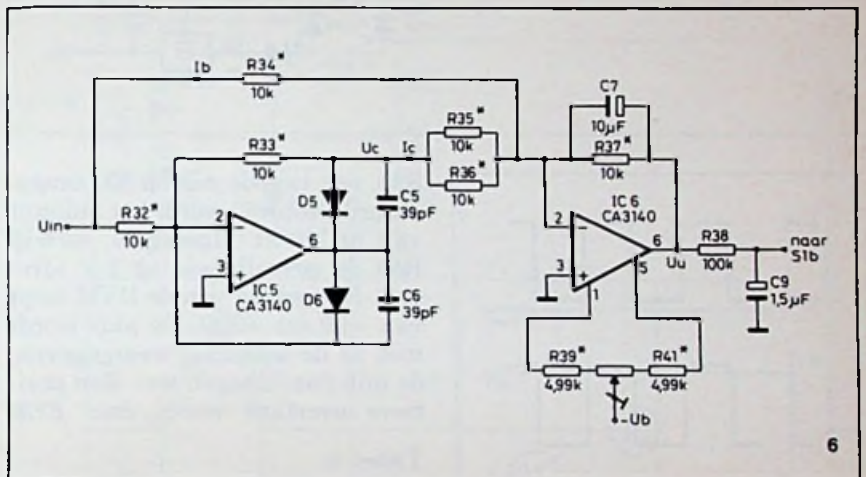 Ib
R34*
10k
C7
10µF
R33*
10k
Uc
Ic
R35*
10k
R37*
10k
R36*
10k
Uin
R32*
10k
D5
C5
39pF
2
−
6
3
+
IC5
CA3140
D6
C6
39pF
IC6
CA3140
2
−
6
3
+
5
1
Uu
R38
100k
naar
S1b
C9
1,5µF
R39*
4,99k
R41*
4,99k
-Ub
6